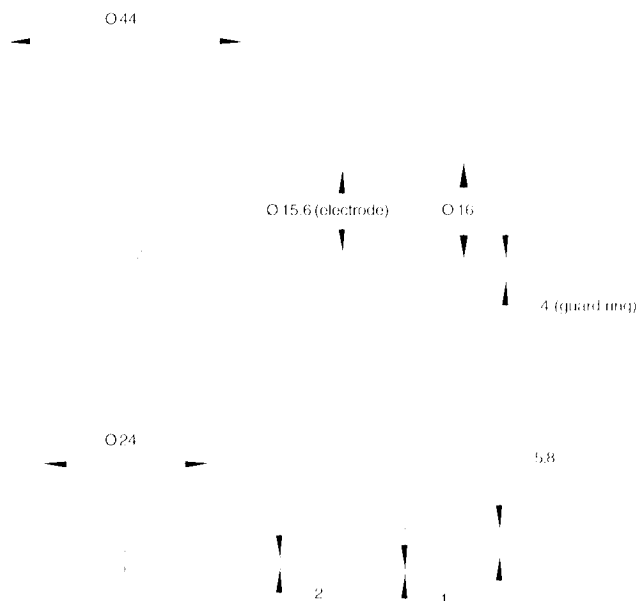 O 44
O 15.6 (electrode)
O 16
4 (guard ring)
O 24
5.8
2
1